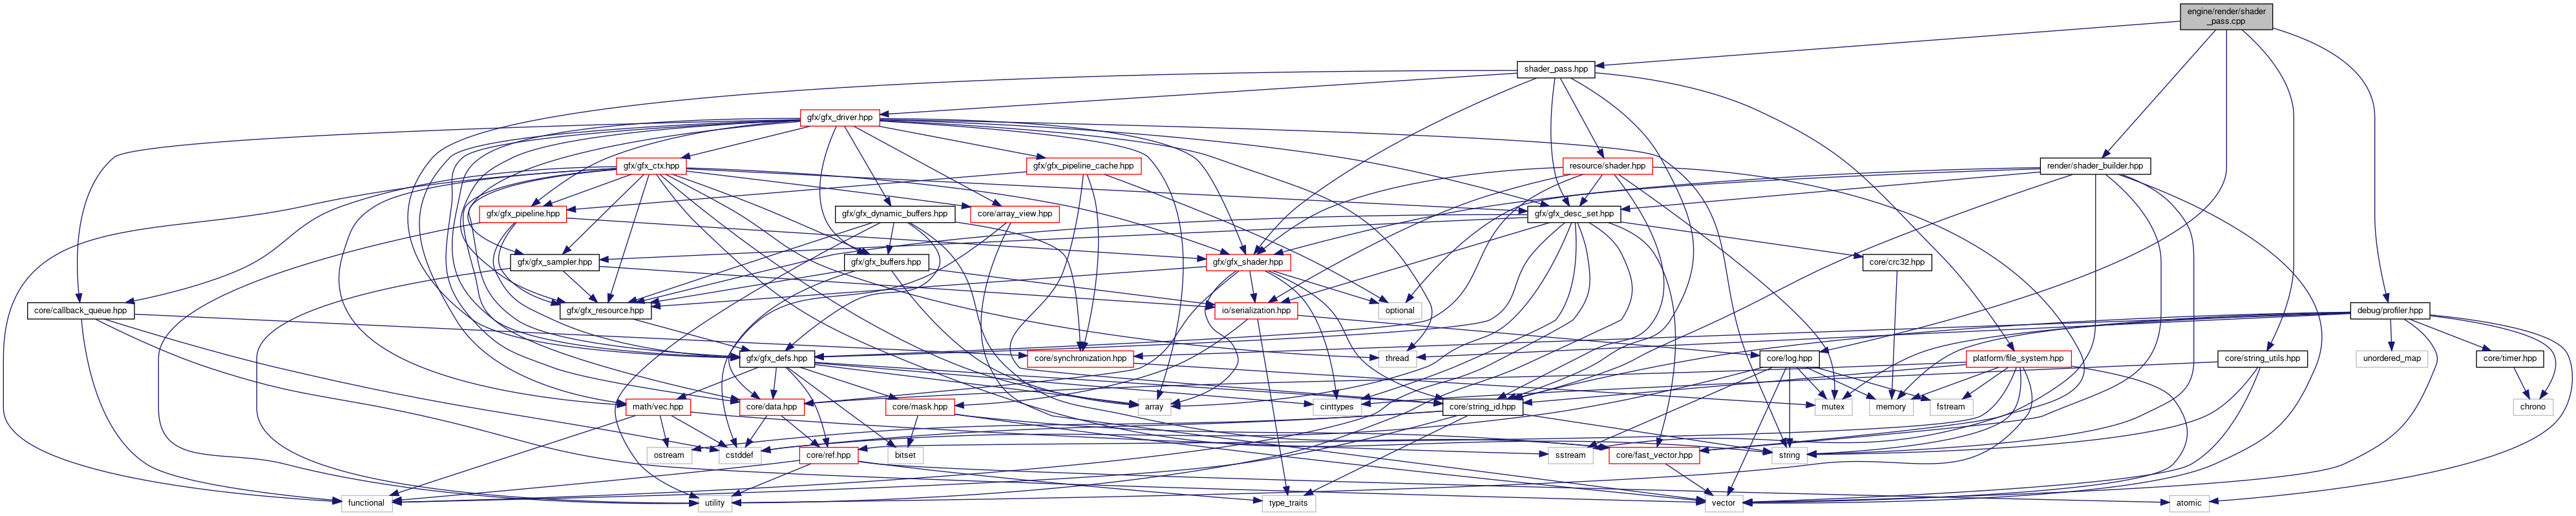 engine/render/shader
_pass.cpp
shader_pass.hpp
gfx/gfx_driver.hpp
gfx/gfx_ctx.hpp
gfx/gfx_pipeline_cache.hpp
resource/shader.hpp
render/shader_builder.hpp
gfx/gfx_pipeline.hpp
gfx/gfx_dynamic_buffers.hpp
core/array_view.hpp
gfx/gfx_desc_set.hpp
gfx/gfx_sampler.hpp
gfx/gfx_buffers.hpp
gfx/gfx_shader.hpp
core/crc32.hpp
core/callback_queue.hpp
gfx/gfx_resource.hpp
io/serialization.hpp
optional
debug/profiler.hpp
gfx/gfx_defs.hpp
core/synchronization.hpp
thread
core/log.hpp
platform/file_system.hpp
core/string_utils.hpp
unordered_map
core/timer.hpp
math/vec.hpp
core/data.hpp
core/mask.hpp
array
cinttypes
core/string_id.hpp
mutex
memory
fstream
chrono
ostream
cstddef
core/ref.hpp
bitset
sstream
core/fast_vector.hpp
string
functional
utility
type_traits
vector
atomic